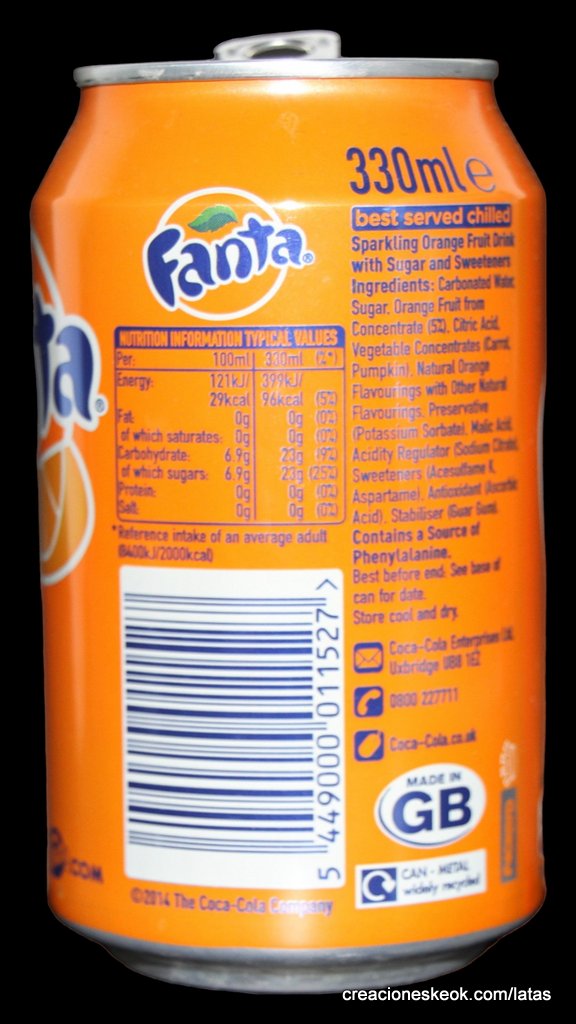 330ml e
best served chilled
Sparkling Orange Fruit Drink
with Sugar and Sweeteners
Ingredients: Carbonated Water,
Sugar, Orange Fruit from
Concentrate (5%), Citric Acid,
Vegetable Concentrates (Carrot,
Pumpkin), Natural Orange
Flavourings with Other Natural
Flavourings, Preservative
(Potassium Sorbate), Malic Acid,
Acidity Regulator (Sodium Citrate),
Sweeteners (Acesulfame K,
Aspartame), Antioxidant (Ascorbic
Acid), Stabiliser (Guar Gum).
Contains a Source of
Phenylalanine.
Best before end: See base of
can for date.
Store cool and dry.
Coca-Cola Enterprises Ltd,
Uxbridge UB8 1EZ
0800 227711
Coca-Cola.co.uk
MADE IN
GB
CAN - METAL
widely recycled
Fanta®
NUTRITION INFORMATION TYPICAL VALUES
Per: 100ml 330ml (%*)
Energy: 121kJ/ 399kJ/
29kcal 96kcal (5%)
Fat: 0g 0g (0%)
of which saturates: 0g 0g (0%)
Carbohydrate: 6.9g 23g (9%)
of which sugars: 6.9g 23g (25%)
Protein: 0g 0g (0%)
Salt: 0g 0g (0%)
*Reference intake of an average adult
(8400kJ/2000kcal)
5 449000 011527 >
©2014 The Coca-Cola Company
ta®
.COM
creacioneskeok.com/latas